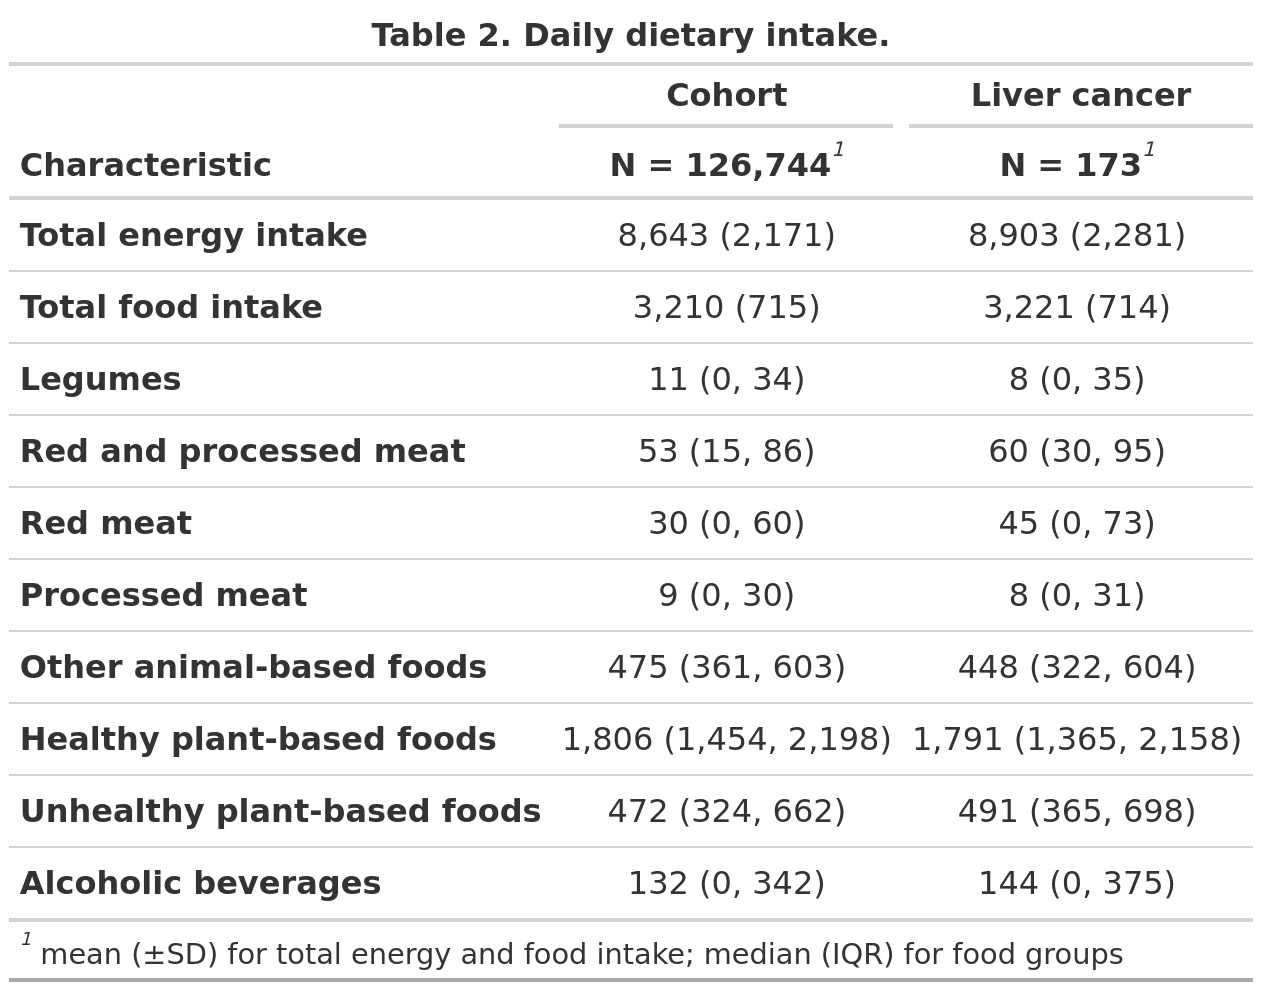 Table 2. Daily dietary intake.
Cohort Liver cancer
Characteristic N = 126,744¹ N = 173¹
Total energy intake 8,643 (2,171) 8,903 (2,281)
Total food intake 3,210 (715) 3,221 (714)
Legumes 11 (0, 34) 8 (0, 35)
Red and processed meat 53 (15, 86) 60 (30, 95)
Red meat 30 (0, 60) 45 (0, 73)
Processed meat 9 (0, 30) 8 (0, 31)
Other animal-based foods 475 (361, 603) 448 (322, 604)
Healthy plant-based foods 1,806 (1,454, 2,198) 1,791 (1,365, 2,158)
Unhealthy plant-based foods 472 (324, 662) 491 (365, 698)
Alcoholic beverages 132 (0, 342) 144 (0, 375)
¹ mean (±SD) for total energy and food intake; median (IQR) for food groups